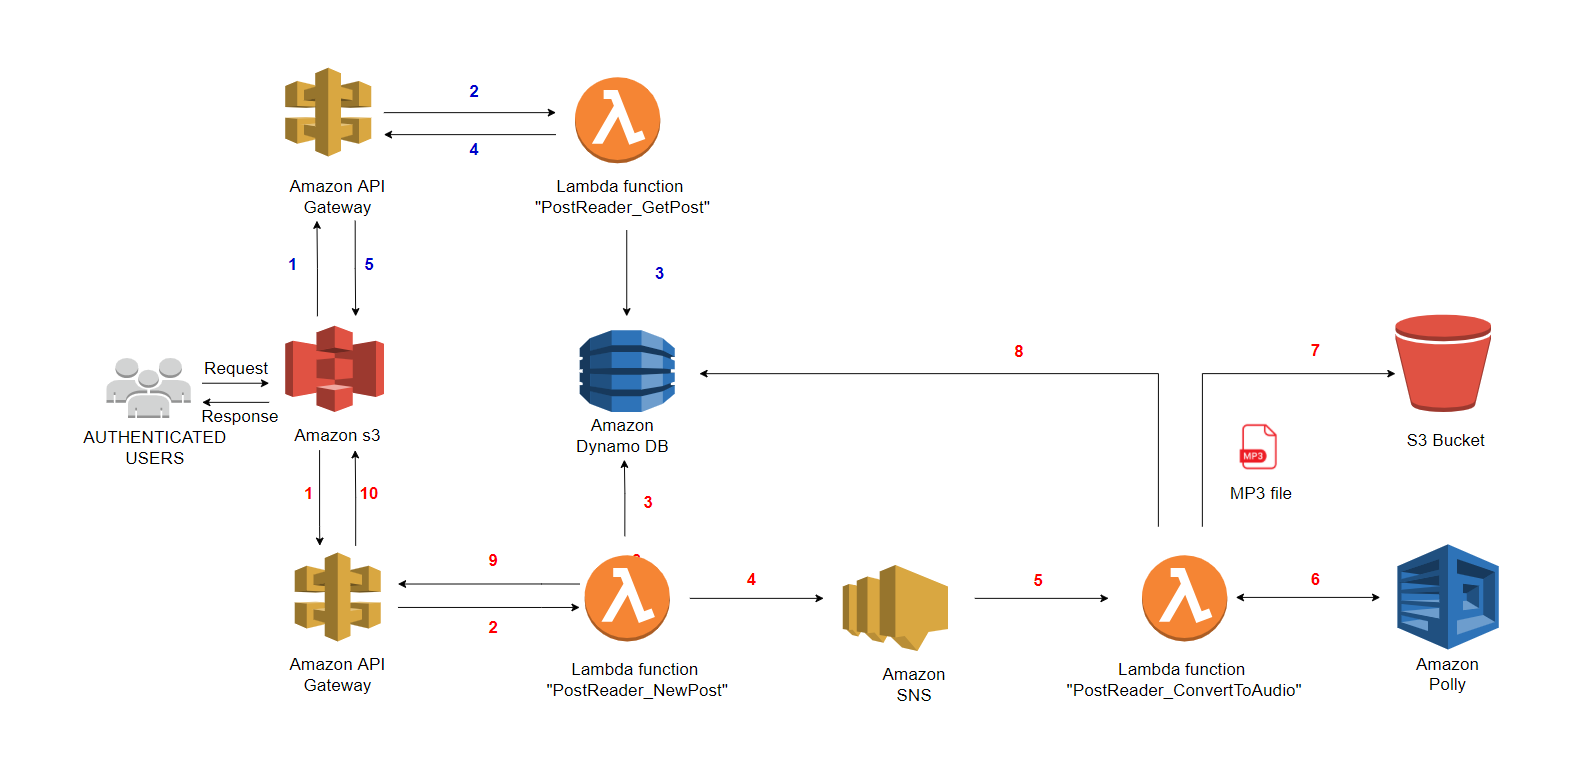 2
4
Amazon API
Gateway
Lambda function
"PostReader_GetPost"
1
5
3
8
7
Request
Response
AUTHENTICATED
USERS
Amazon s3
Amazon
Dynamo DB
MP3
MP3 file
S3 Bucket
1
10
3
9
2
4
5
6
Amazon API
Gateway
Lambda function
"PostReader_NewPost"
Amazon
SNS
Lambda function
"PostReader_ConvertToAudio"
Amazon
Polly